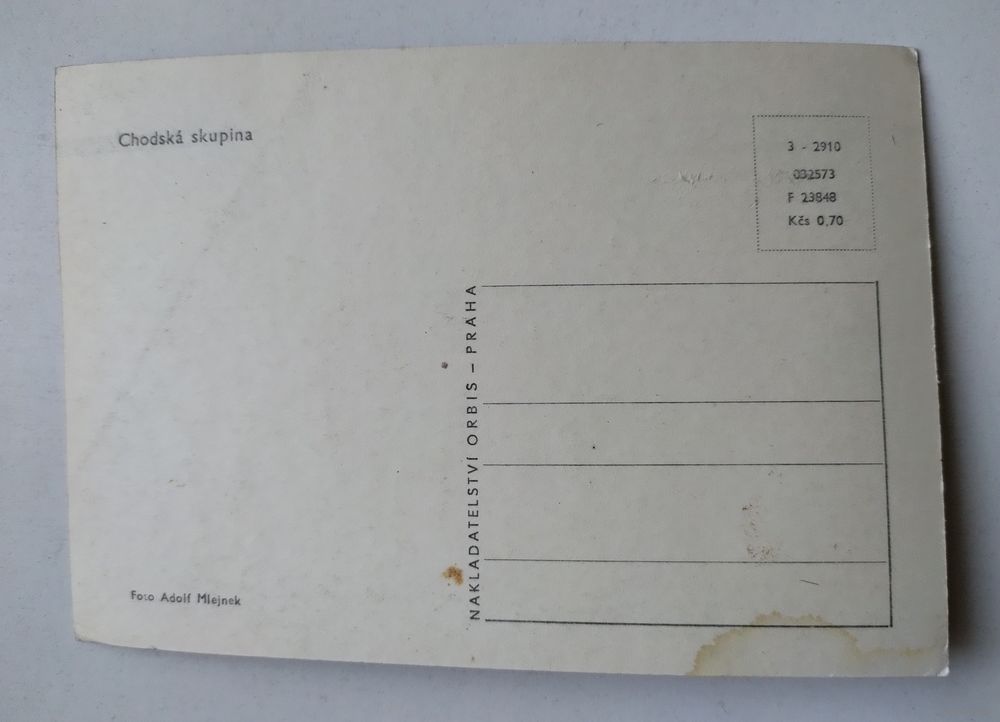 Chodská skupina
3 - 2910
032573
F 23848
Kčs 0,70
NAKLADATELSTVÍ ORBIS – PRAHA
Foto Adolf Mlejnek